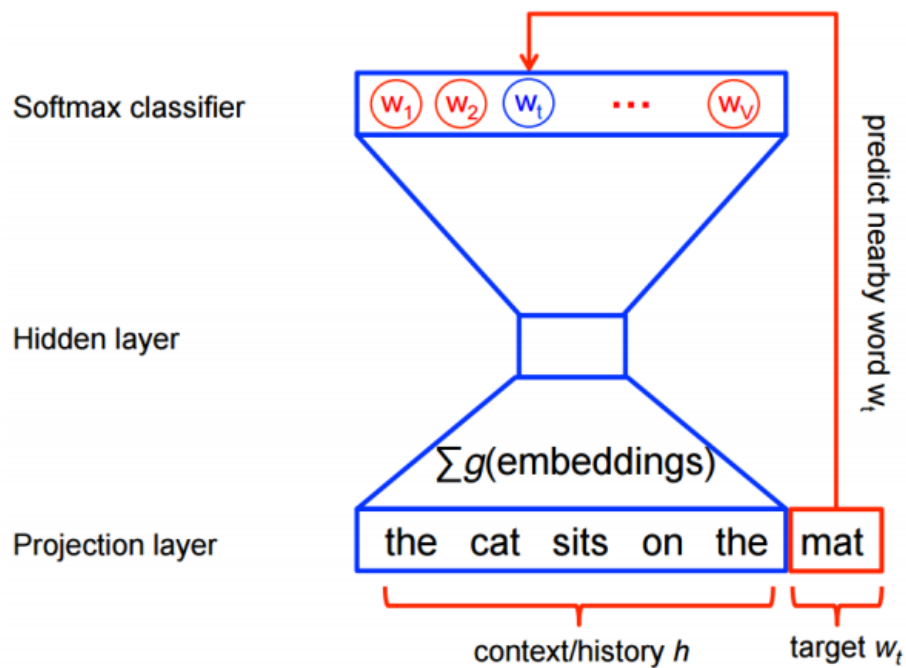 Softmax classifier
w₁ w₂ wₜ ... w_V
predict nearby word wₜ
Hidden layer
∑g(embeddings)
Projection layer
the cat sits on the mat
context/history h
target wₜ